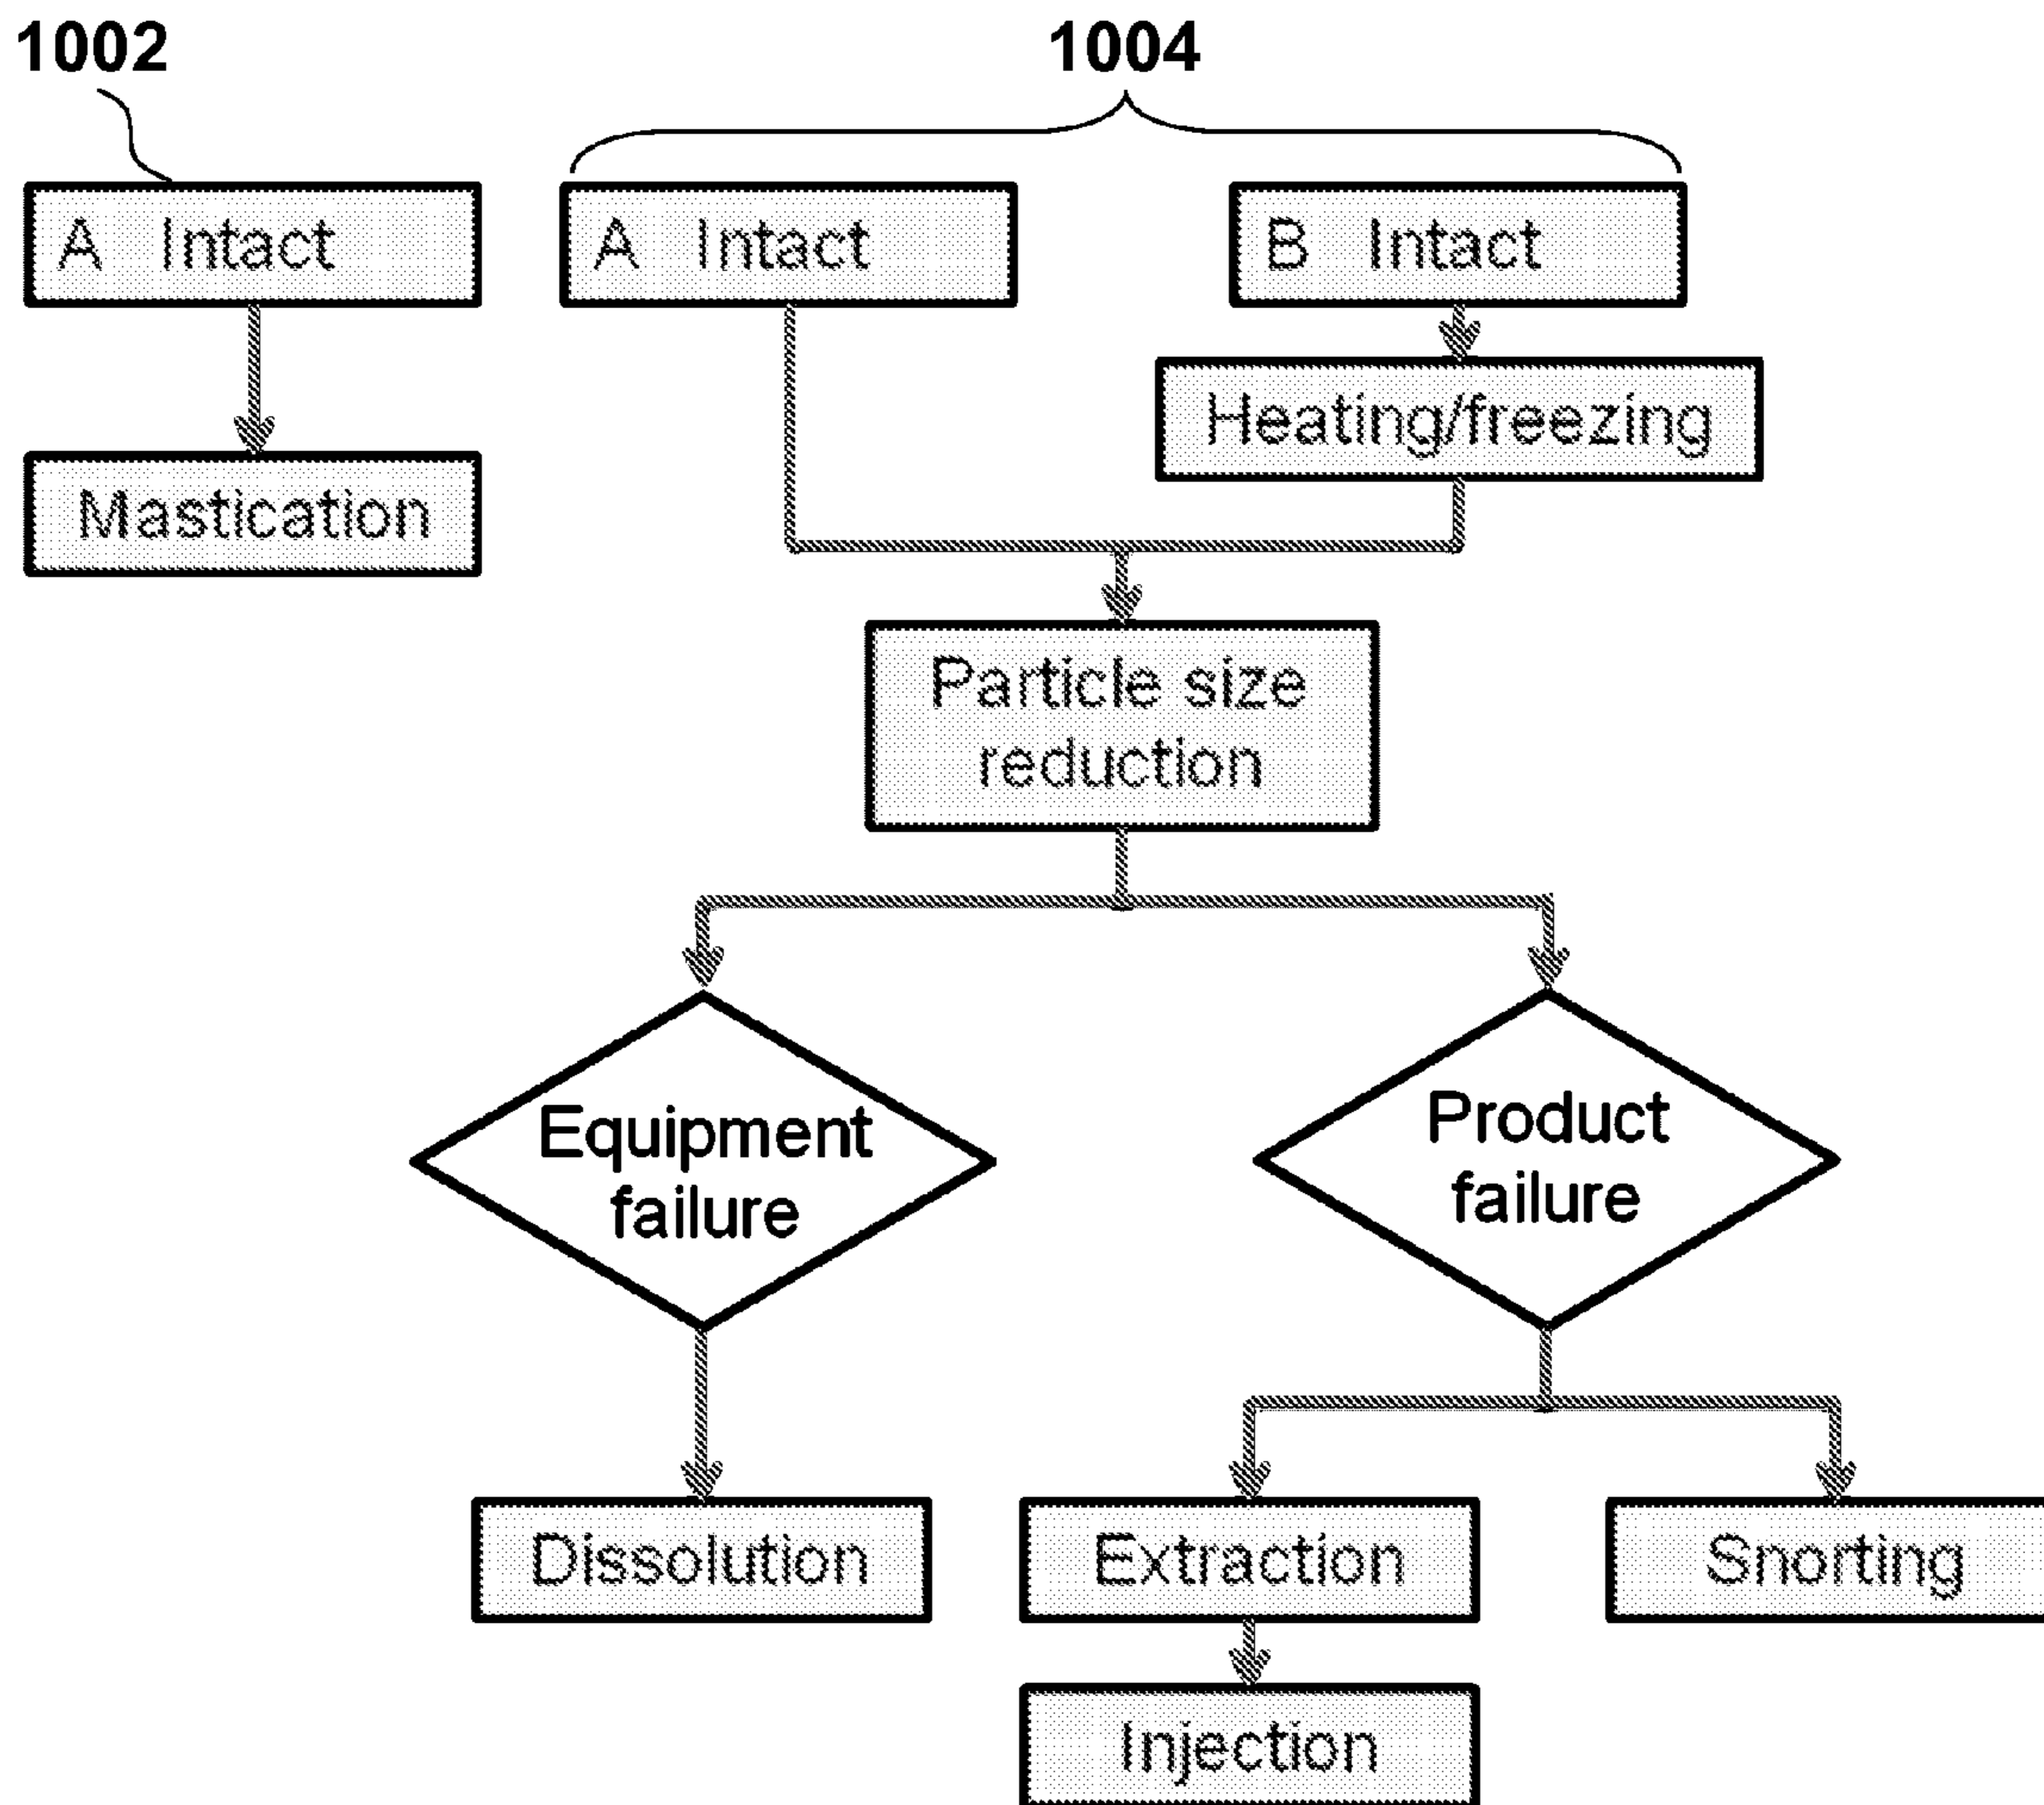 1002
1004
A Intact
A Intact
B Intact
Heating/freezing
Mastication
Particle size
reduction
Equipment
failure
Product
failure
Dissolution
Extraction
Snorting
Injection